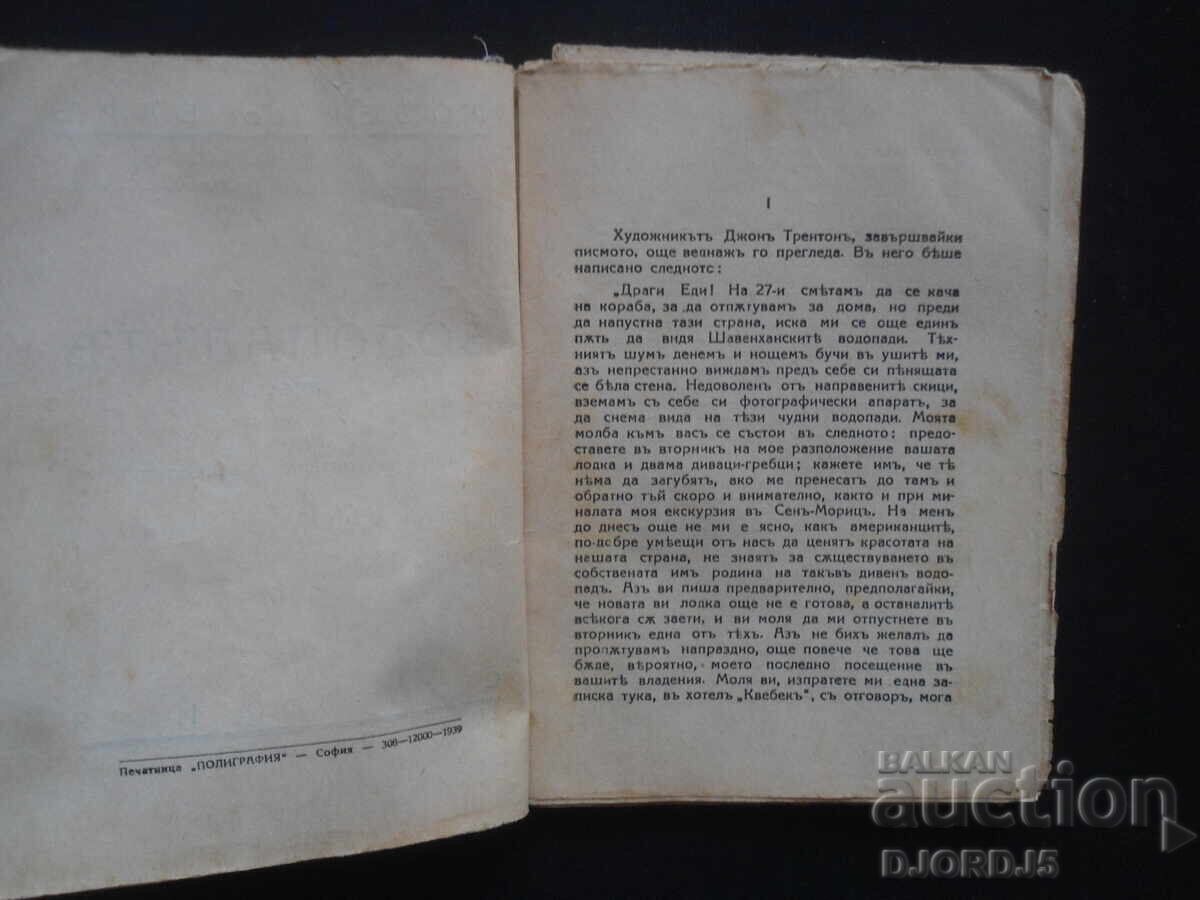 Печатница „ПОЛИГРАФИЯ" — София — 308—12000—1939
I
Художникътъ Джонъ Трентонъ, завършвайки
писмото, още веднажъ го прегледа. Въ него бѣше
написано следното:
„Драги Еди! На 27-и смѣтамъ да се кача
на кораба, за да отпѫтувамъ за дома, но преди
да напустна тази страна, иска ми се още единъ
пѫть да видя Шавенханскитѣ водопади. Тѣх-
ниятъ шумъ денемъ и нощемъ бучи въ ушитѣ ми,
азъ непрестанно виждамъ предъ себе си пѣнящата
се бѣла стена. Недоволенъ отъ направенитѣ скици,
вземамъ съ себе си фотографически апаратъ, за
да снема вида на тѣзи чудни водопади. Моята
молба къмъ васъ се състои въ следното: предо-
ставете въ вторникъ на мое разположение вашата
лодка и двама диваци-гребци; кажете имъ, че тѣ
нѣма да загубятъ, ако ме пренесатъ до тамъ и
обратно тъй скоро и внимателно, както и при ми-
налата моя екскурзия въ Сенъ-Морицъ. На менъ
до днесъ още не ми е ясно, какъ американцитѣ,
по-добре умѣещи отъ насъ да ценятъ красотата на
нешата страна, не знаятъ за сѫществуването въ
собствената имъ родина на такъвъ дивенъ водо-
падъ. Азъ ви пиша предварително, предполагайки,
че новата ви лодка още не е готова, а останалитѣ
всѣкога сѫ заети, и ви моля да ми отпустнете въ
вторникъ една отъ тѣхъ. Азъ не бихъ желалъ да
пропѫтувамъ напраздно, още повече че това ще
бѫде, вѣроятно, моето последно посещение въ
вашитѣ владения. Моля ви, изпратете ми една за-
писка тука, въ хотелъ „Квебекъ", съ отговоръ, мога
BALKAN
auction
DJORDJ5